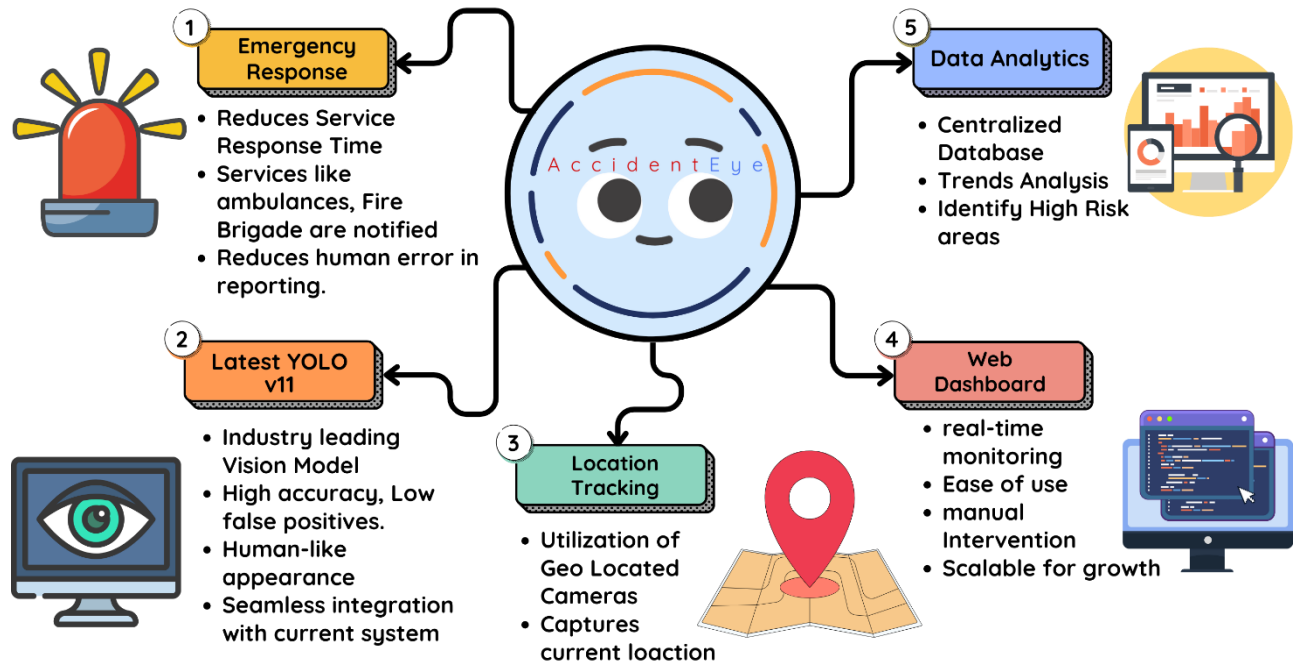 AccidentEye
1
Emergency
Response
• Reduces Service
Response Time
• Services like
ambulances, Fire
Brigade are notified
• Reduces human error in
reporting.
2
Latest YOLO
v11
• Industry leading
Vision Model
• High accuracy, Low
false positives.
• Human-like
appearance
• Seamless integration
with current system
3
Location
Tracking
• Utilization of
Geo Located
Cameras
• Captures
current loaction
4
Web
Dashboard
• real-time
monitoring
• Ease of use
• manual
Intervention
• Scalable for growth
5
Data Analytics
• Centralized
Database
• Trends Analysis
• Identify High Risk
areas